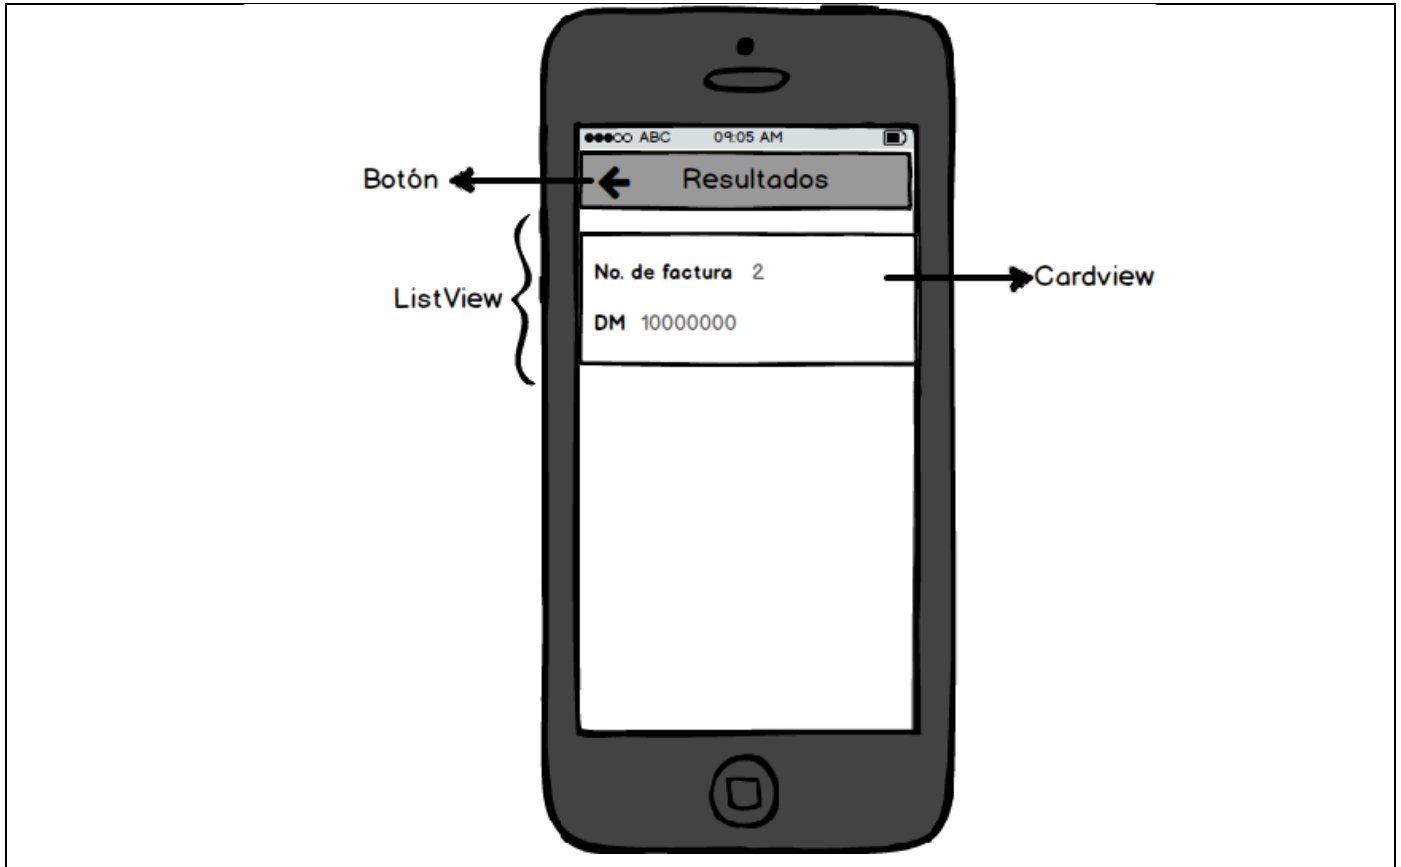 ABC 09:05 AM
Botón
Resultados
ListView
No. de factura 2
DM 10000000
Cardview